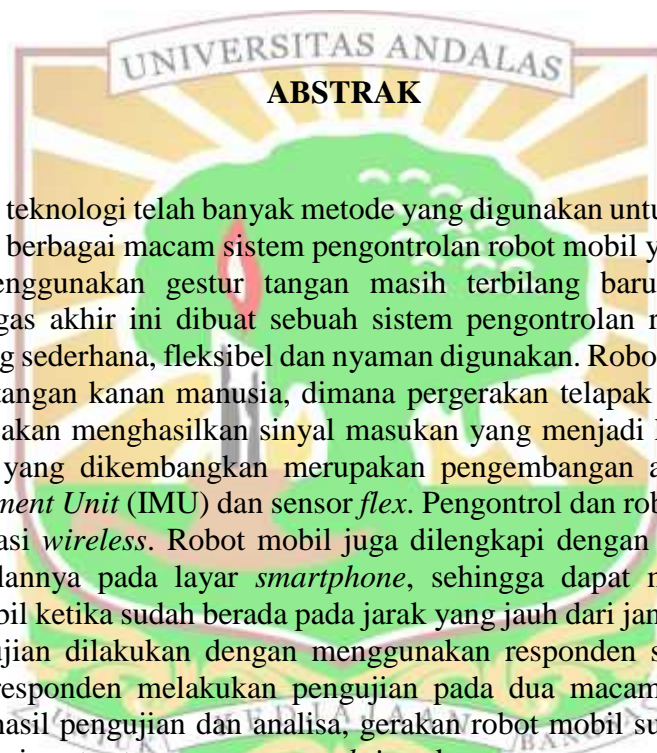 UNIVERSITAS ANDALAS
ABSTRAK
teknologi telah banyak metode yang digunakan untu
berbagai macam sistem pengontrolan robot mobil y
enggunakan gestur tangan masih terbilang baru
gas akhir ini dibuat sebuah sistem pengontrolan r
g sederhana, fleksibel dan nyaman digunakan. Robo
tangan kanan manusia, dimana pergerakan telapak
akan menghasilkan sinyal masukan yang menjadi
yang dikembangkan merupakan pengembangan a
ment Unit (IMU) dan sensor flex. Pengontrol dan rob
asi wireless. Robot mobil juga dilengkapi dengan
lannya pada layar smartphone, sehingga dapat m
bil ketika sudah berada pada jarak yang jauh dari jan
ujian dilakukan dengan menggunakan responden s
responden melakukan pengujian pada dua macam
hasil pengujian dan analisa, gerakan robot mobil su